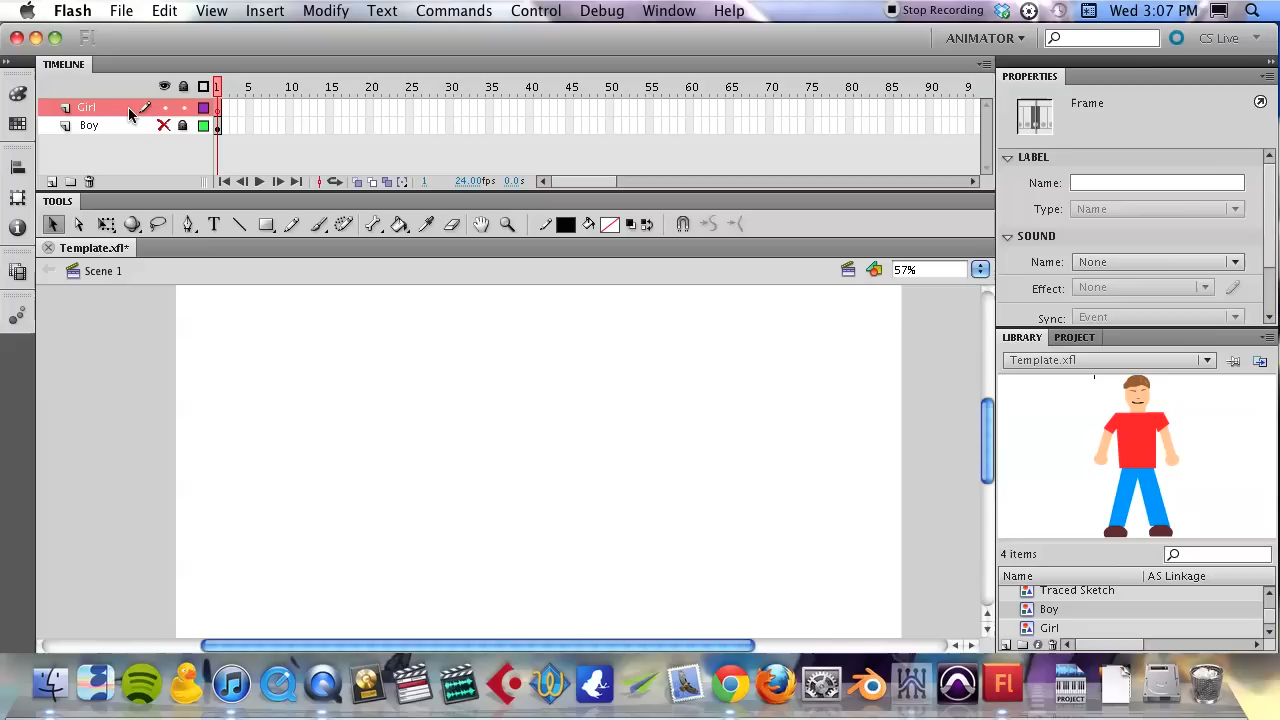 Flash File Edit View Insert Modify Text Commands Control Debug Window Help Stop Recording Wed 3:07 PM
Fl ANIMATOR CS Live
TIMELINE
1 5 10 15 20 25 30 35 40 45 50 55 60 65 70 75 80 85 90 9
Girl
Boy
1 24.00fps 0.0s
TOOLS
Template.xfl*
Scene 1 57%
PROPERTIES
Frame
LABEL
Name:
Type: Name
SOUND
Name: None
Effect: None
Sync: Event
LIBRARY PROJECT
Template.xfl
4 items
Name AS Linkage
Traced Sketch
Boy
Girl
Fl
PROJECT